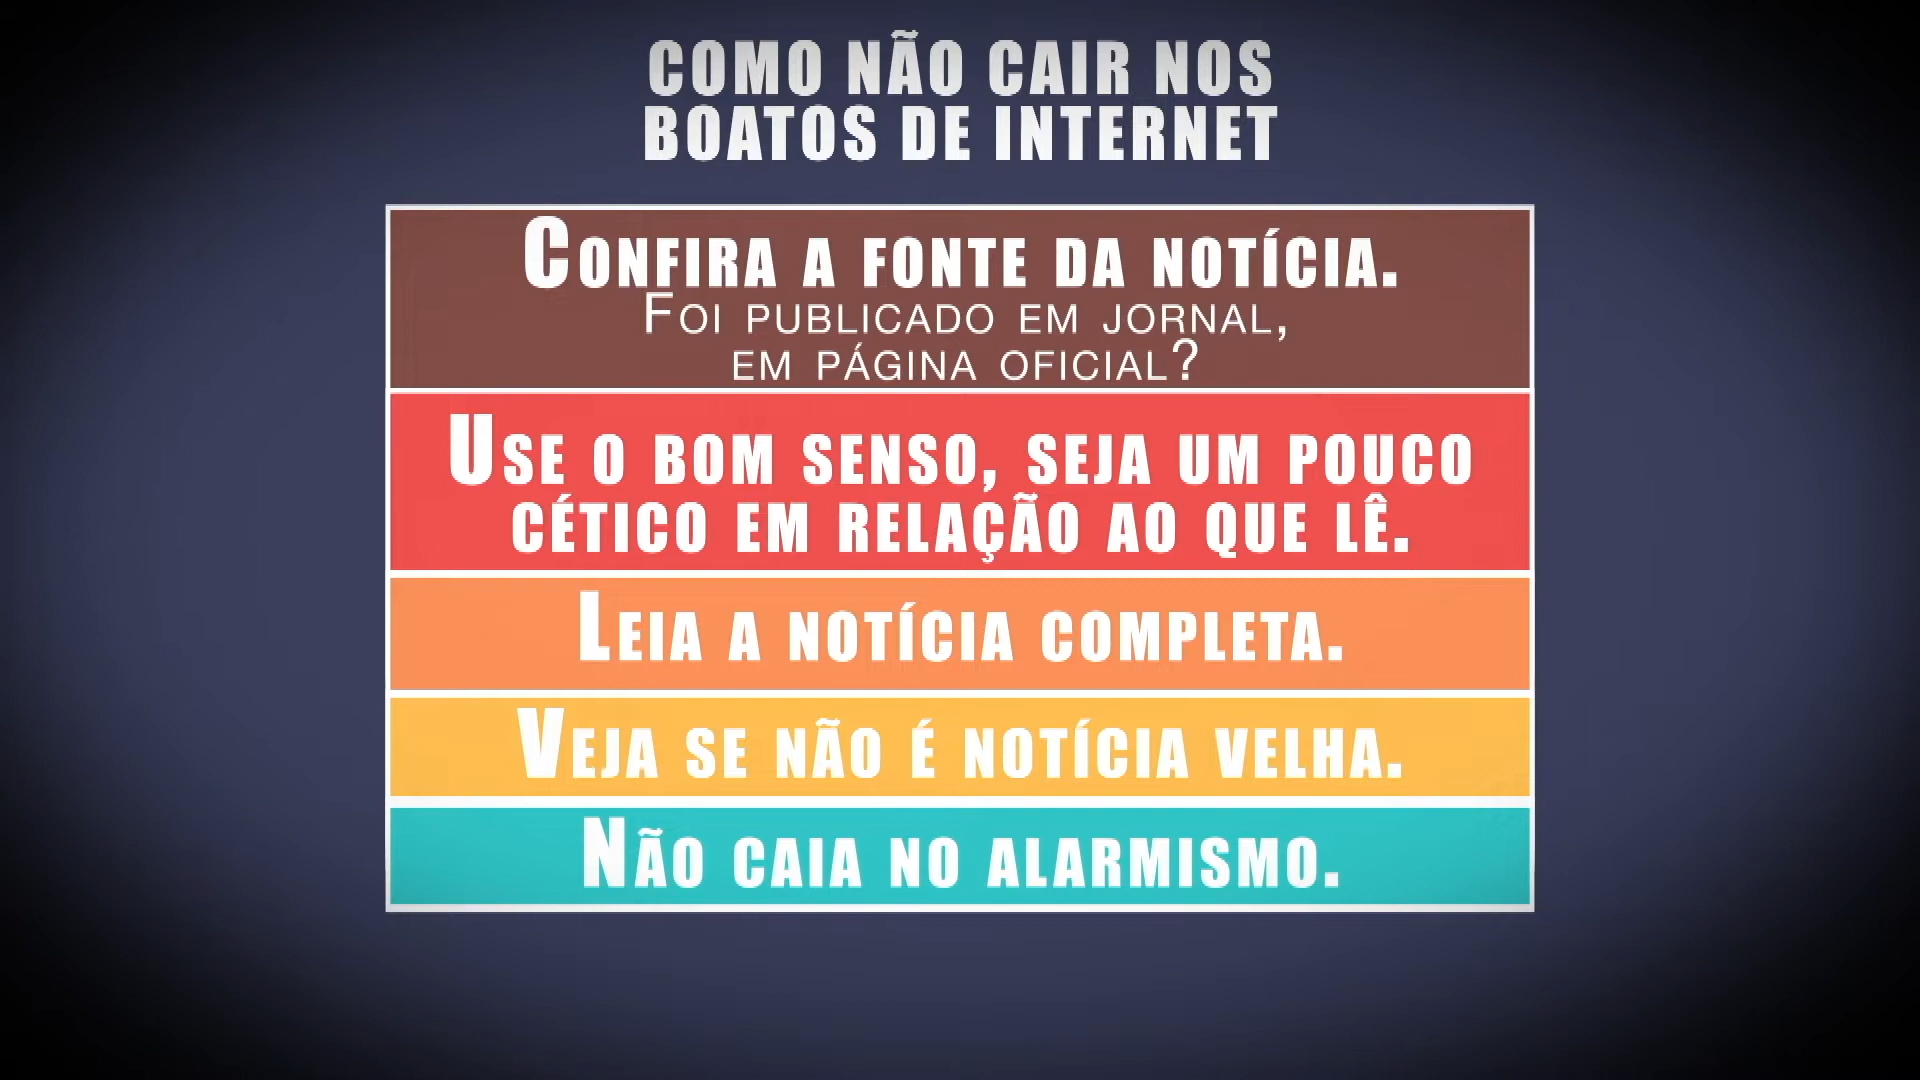 COMO NÃO CAIR NOS
BOATOS DE INTERNET
CONFIRA A FONTE DA NOTÍCIA.
FOI PUBLICADO EM JORNAL,
EM PÁGINA OFICIAL?
USE O BOM SENSO, SEJA UM POUCO
CÉTICO EM RELAÇÃO AO QUE LÊ.
LEIA A NOTÍCIA COMPLETA.
VEJA SE NÃO É NOTÍCIA VELHA.
NÃO CAIA NO ALARMISMO.